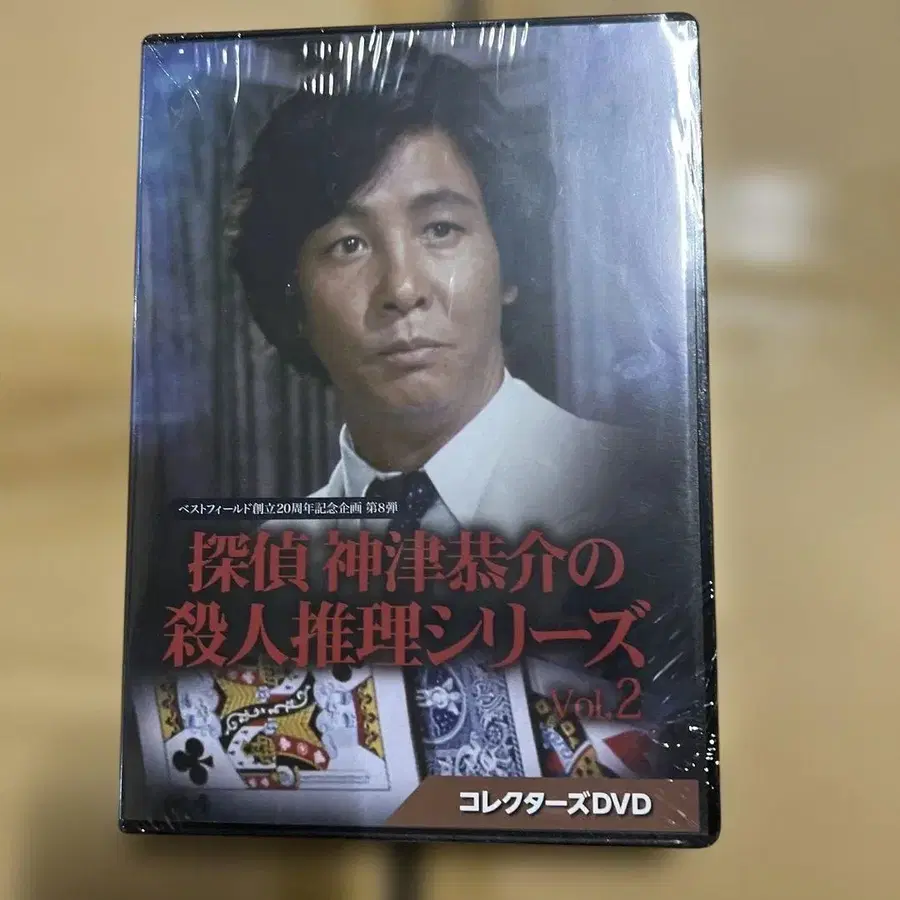 ベストフィールド創立20周年記念企画 第8弾
探偵 神津恭介の
殺人推理シリーズ
Vol.2
コレクターズDVD